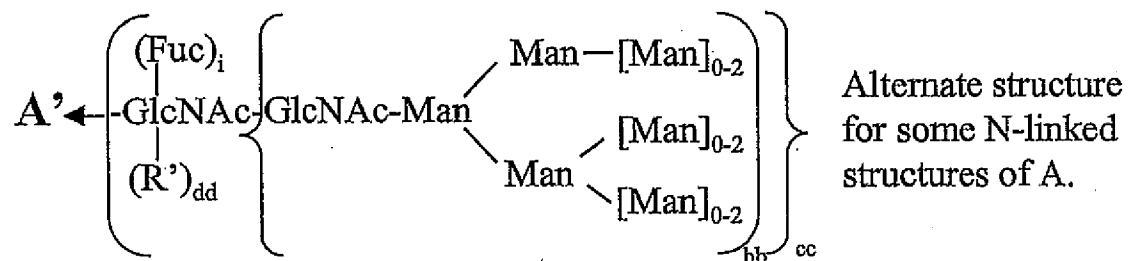 (Fuc)i
Man—[Man]0-2
A'←GlcNAc-GlcNAc-Man
[Man]0-2
(R')dd
Man
[Man]0-2
bb
cc
Alternate structure
for some N-linked
structures of A.